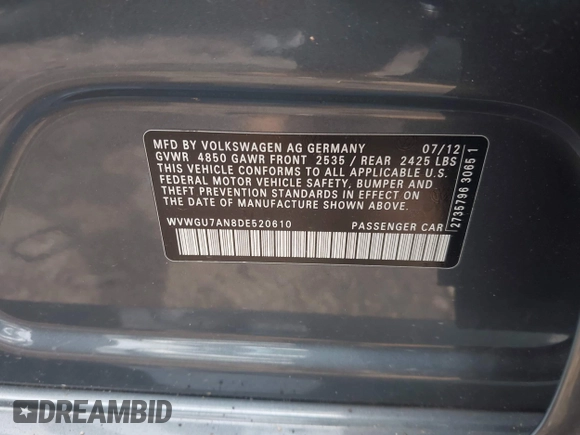 MFD BY VOLKSWAGEN AG GERMANY 07/12
GVWR 4850 GAWR FRONT 2535 / REAR 2425 LBS
THIS VEHICLE CONFORMS TO ALL APPLICABLE U.S.
FEDERAL MOTOR VEHICLE SAFETY, BUMPER AND
THEFT PREVENTION STANDARDS IN EFFECT ON
THE DATE OF MANUFACTURE SHOWN ABOVE.
WVWGU7AN8DE520610 PASSENGER CAR
2735796 3065 1
DREAMBID